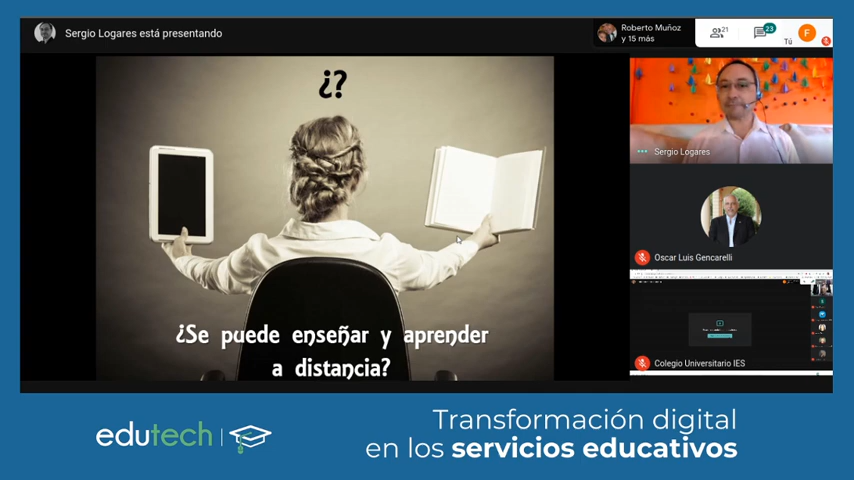 Sergio Logares está presentando
Roberto Muñoz
y 15 más
21
23
Tú
F
¿?
¿Se puede enseñar y aprender
a distancia?
Sergio Logares
Oscar Luis Gencarelli
Colegio Universitario IES
edutech
Transformación digital
en los servicios educativos